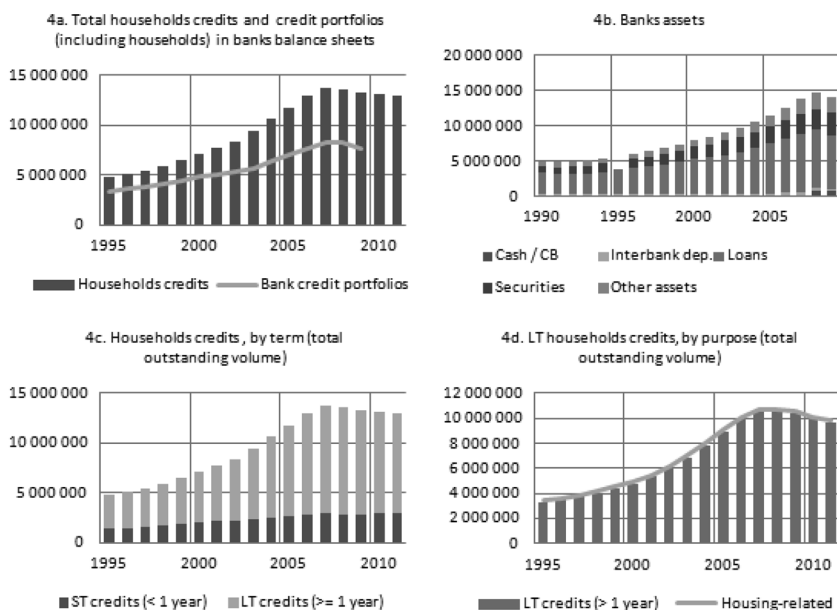 4a. Total households credits and credit portfolios
(including households) in banks balance sheets
15 000 000
10 000 000
5 000 000
0
1995 2000 2005 2010
Households credits Bank credit portfolios
4b. Banks assets
20 000 000
15 000 000
10 000 000
5 000 000
0
1990 1995 2000 2005
Cash / CB Interbank dep. Loans
Securities Other assets
4c. Households credits , by term (total
outstanding volume)
15 000 000
10 000 000
5 000 000
0
1995 2000 2005 2010
ST credits (< 1 year) LT credits (>= 1 year)
4d. LT households credits, by purpose (total
outstanding volume)
12 000 000
10 000 000
8 000 000
6 000 000
4 000 000
2 000 000
0
1995 2000 2005 2010
LT credits (> 1 year) Housing-related